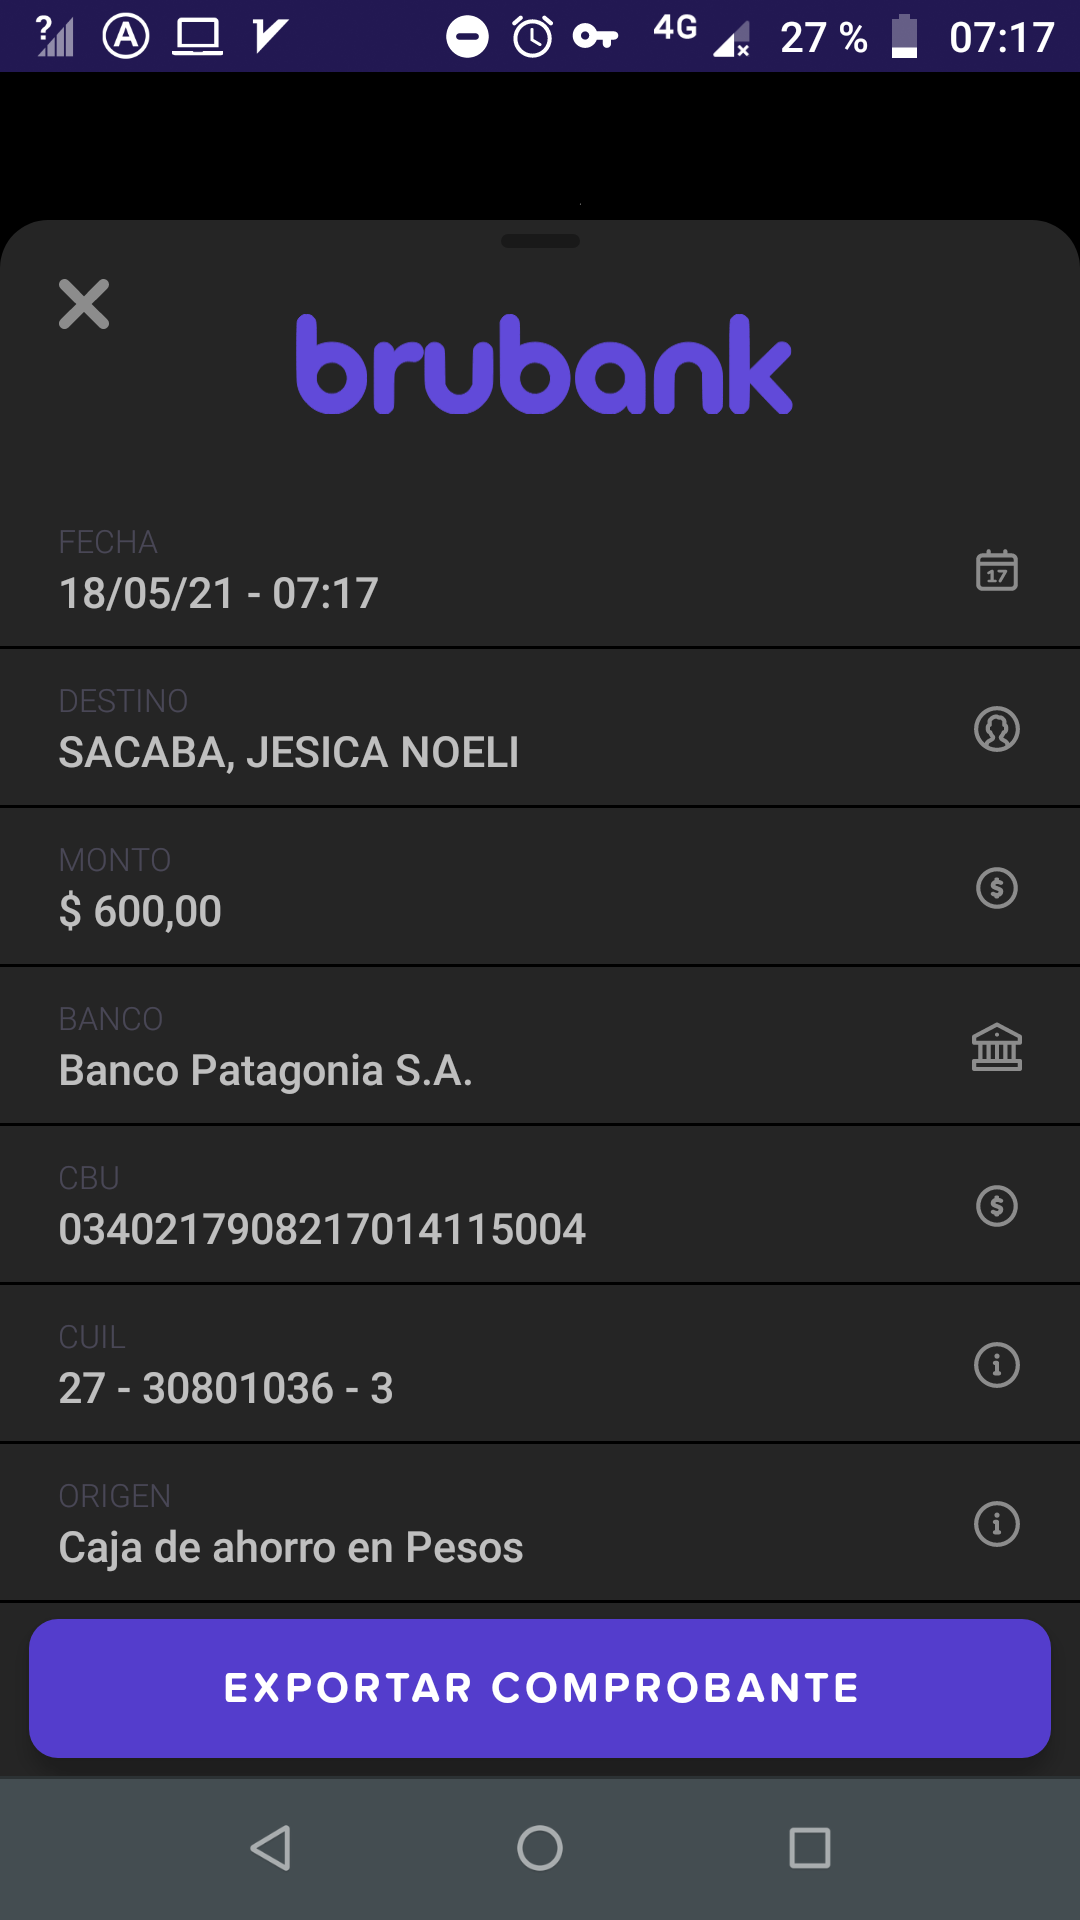 ? A 4G 27 % 07:17
brubank
FECHA
18/05/21 - 07:17
17
DESTINO
SACABA, JESICA NOELI
MONTO
$ 600,00
$
BANCO
Banco Patagonia S.A.
CBU
0340217908217014115004
$
CUIL
27 - 30801036 - 3
i
ORIGEN
Caja de ahorro en Pesos
i
EXPORTAR COMPROBANTE